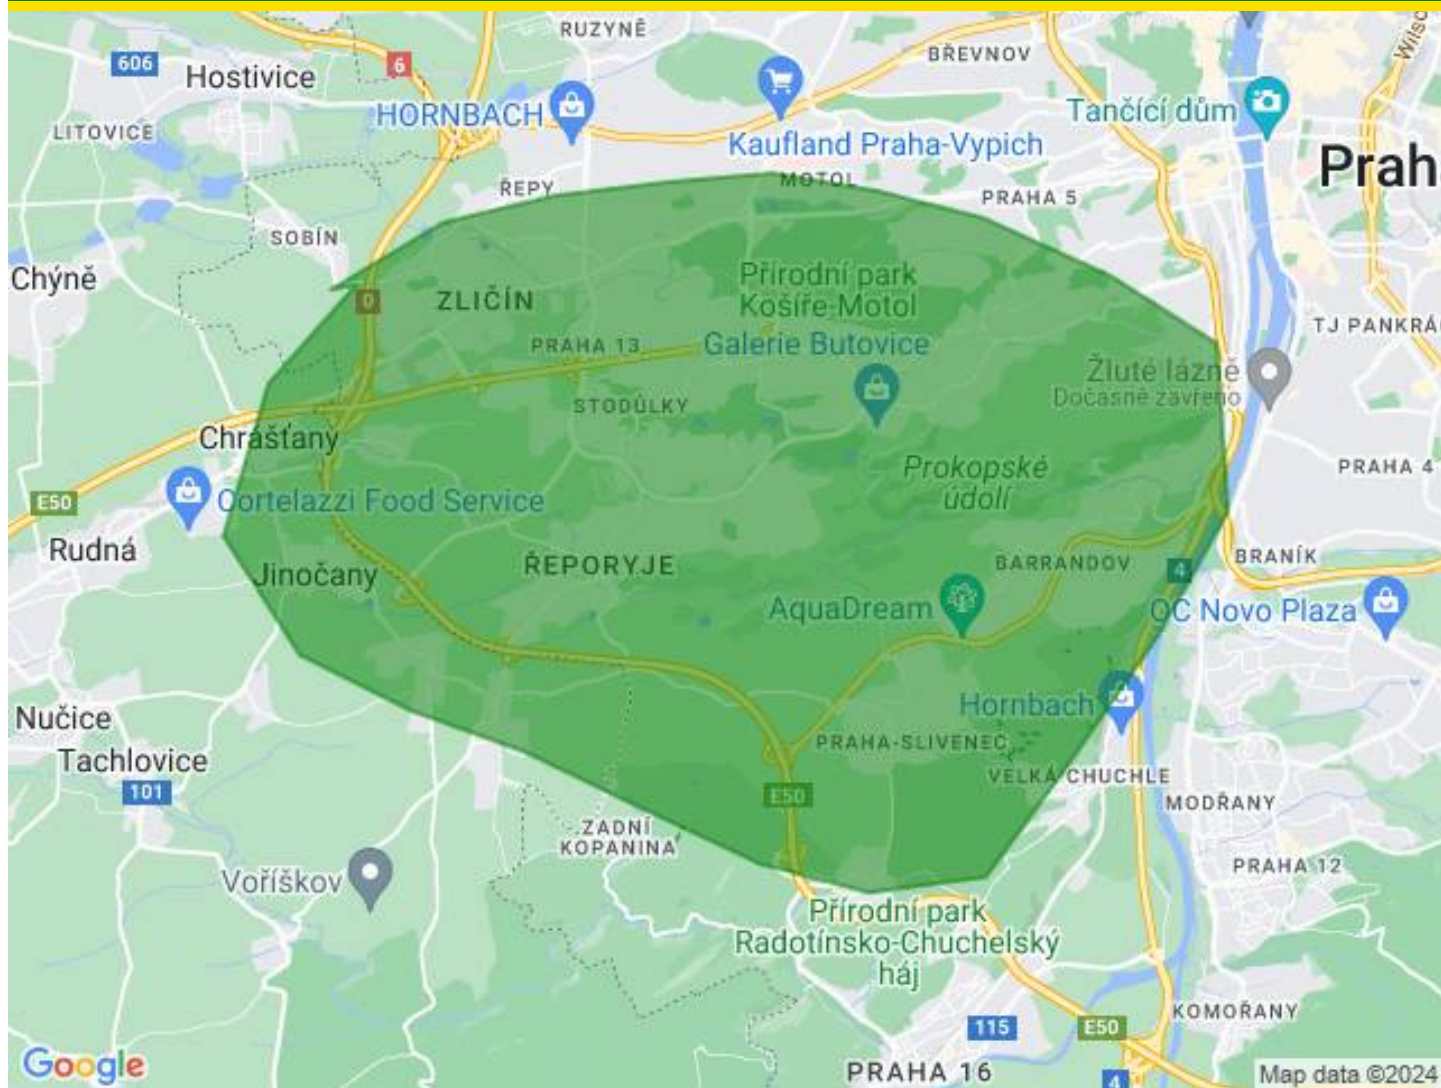 RUZYNĚ
BŘEVNOV
Wilso
606
6
Hostivice
HORNBACH
Tančící dům
LITOVICE
Kaufland Praha-Vypich
Prah
ŘEPY
MOTOL
PRAHA 5
SOBÍN
Chýně
Přírodní park
Košíře-Motol
0
ZLIČÍN
TJ PANKRÁ
PRAHA 13
Galerie Butovice
Žluté lázně
Dočasně zavřeno
STODŮLKY
Chrášťany
PRAHA 4
Prokopské
údolí
E50
Cortelazzi Food Service
Rudná
Jinočany
ŘEPORYJE
BARRANDOV
4
BRANÍK
AquaDream
OC Novo Plaza
Hornbach
Nučice
Tachlovice
PRAHA-SLIVENEC
VELKÁ CHUCHLE
101
E50
MODŘANY
ZADNÍ
KOPANINA
PRAHA 12
Voříškov
Přírodní park
Radotínsko-Chuchelský
háj
KOMOŘANY
115
E50
Google
PRAHA 16
4
Map data ©2024